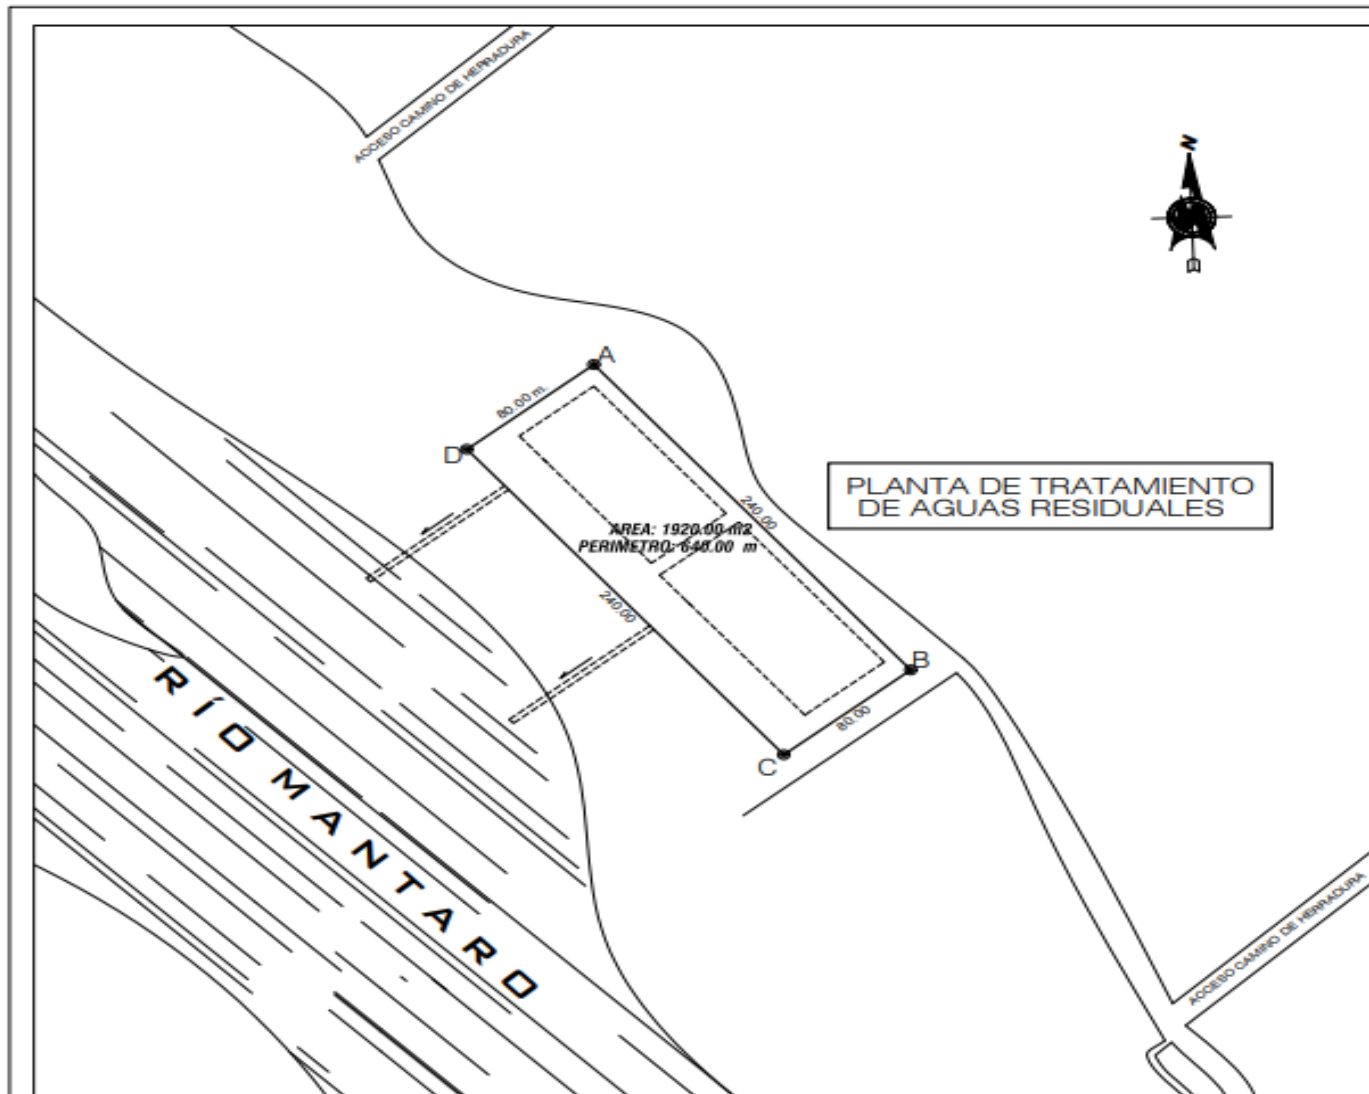 ACCESO CAMINO DE HERRADURA
N
A
80.00 m.
D
PLANTA DE TRATAMIENTO
DE AGUAS RESIDUALES
240.00
AREA: 1920.00 m2
PERIMETRO: 640.00 m
240.00
B
80.00
C
RÍO MANTARO
ACCESO CAMINO DE HERRADURA